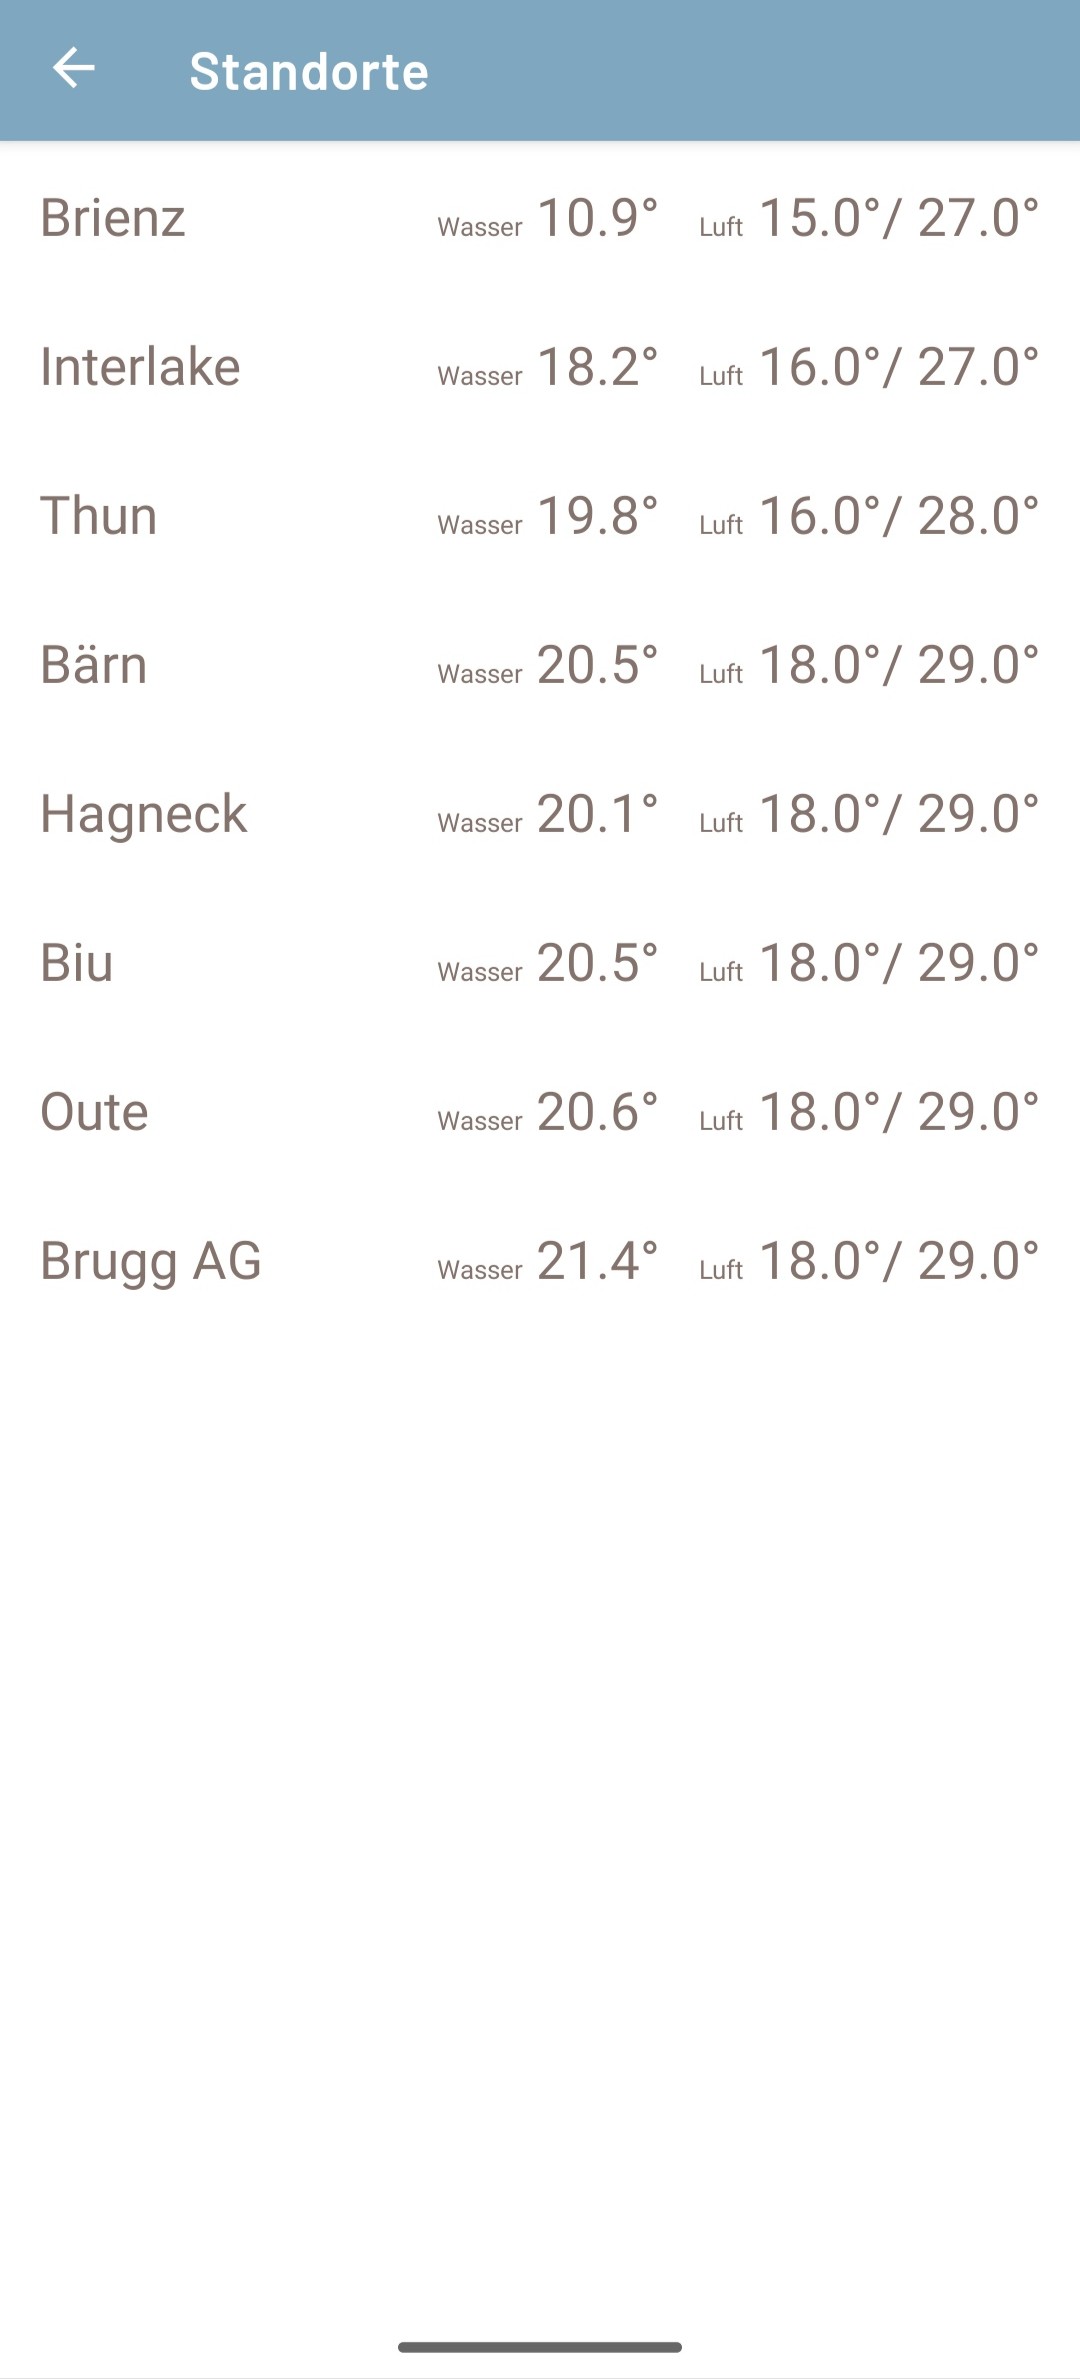 Standorte
Brienz Wasser 10.9° Luft 15.0°/ 27.0°
Interlake Wasser 18.2° Luft 16.0°/ 27.0°
Thun Wasser 19.8° Luft 16.0°/ 28.0°
Bärn Wasser 20.5° Luft 18.0°/ 29.0°
Hagneck Wasser 20.1° Luft 18.0°/ 29.0°
Biu Wasser 20.5° Luft 18.0°/ 29.0°
Oute Wasser 20.6° Luft 18.0°/ 29.0°
Brugg AG Wasser 21.4° Luft 18.0°/ 29.0°